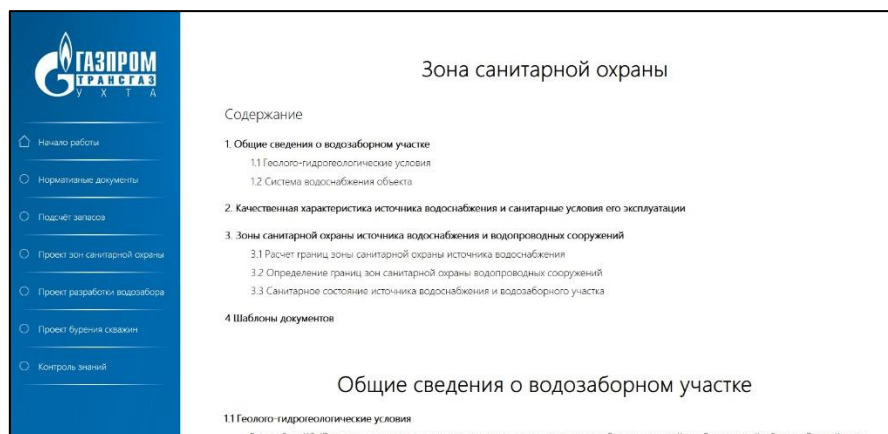 ГАЗПРОМ
ТРАНСГАЗ
УХТА
Начало работы
Нормативные документы
Подсчёт запасов
Проект зон санитарной охраны
Проект разработки водозабора
Проект бурения скважин
Контроль знаний
Зона санитарной охраны
Содержание
1. Общие сведения о водозаборном участке
1.1 Геолого-гидрогеологические условия
1.2 Система водоснабжения объекта
2. Качественная характеристика источника водоснабжения и санитарные условия его эксплуатации
3. Зоны санитарной охраны источника водоснабжения и водопроводных сооружений
3.1 Расчет границ зоны санитарной охраны источника водоснабжения
3.2 Определение границ зон санитарной охраны водопроводных сооружений
3.3 Санитарное состояние источника водоснабжения и водозаборного участка
4 Шаблоны документов
Общие сведения о водозаборном участке
1.1 Геолого-гидрогеологические условия